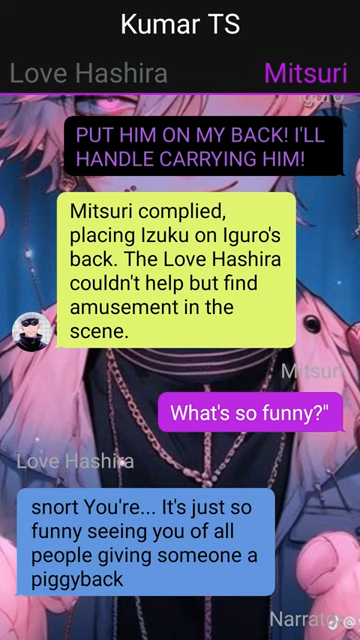 Kumar TS
Love Hashira Mitsuri
Iguro
PUT HIM ON MY BACK! I'LL
HANDLE CARRYING HIM!
Mitsuri complied,
placing Izuku on Iguro's
back. The Love Hashira
couldn't help but find
amusement in the
scene.
Mitsuri
What's so funny?"
Love Hashira
snort You're... It's just so
funny seeing you of all
people giving someone a
piggyback
Narrator